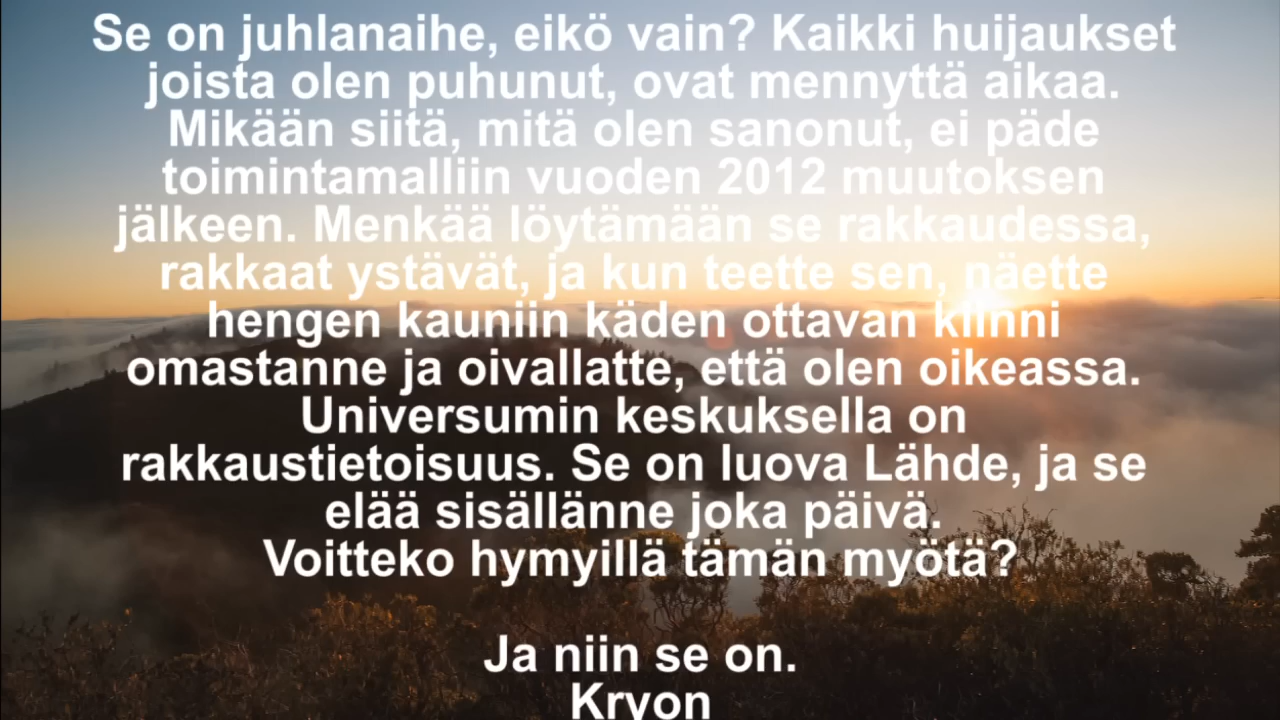 Se on juhlanaihe, eikö vain? Kaikki huijaukset
joista olen puhunut, ovat mennyttä aikaa.
Mikään siitä, mitä olen sanonut, ei päde
toimintamalliin vuoden 2012 muutoksen
jälkeen. Menkää löytämään se rakkaudessa,
rakkaat ystävät, ja kun teette sen, näette
hengen kauniin käden ottavan kiinni
omastanne ja oivallatte, että olen oikeassa.
Universumin keskuksella on
rakkaustietoisuus. Se on luova Lähde, ja se
elää sisällänne joka päivä.
Voitteko hymyillä tämän myötä?
Ja niin se on.
Kryon